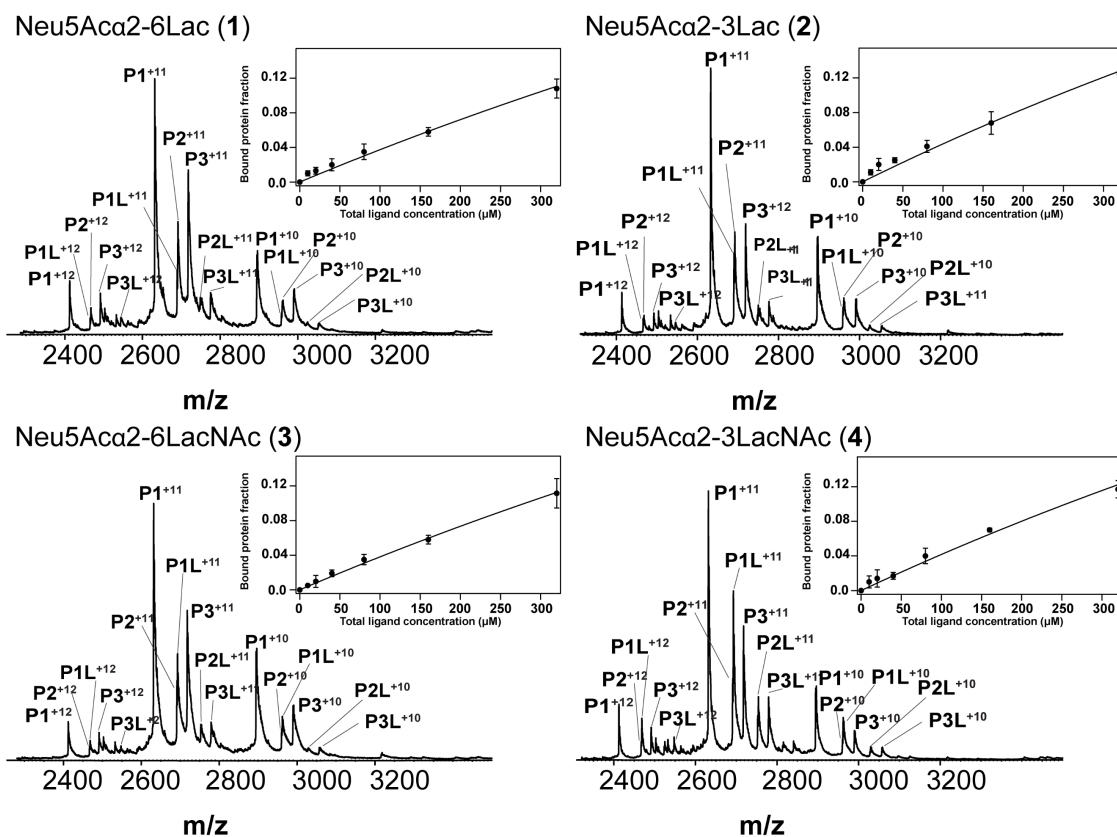 Neu5Acα2-6Lac (1)
P1+11
P2+11
P3+11
P1L+11
P2+12
P1L+12
P3+12
P1+12
P3L+12
P2L+11
P3L+11
P1+10
P1L+10
P2+10
P3+10
P2L+10
P3L+10
2400 2600 2800 3000 3200
m/z
Bound protein fraction
0.12
0.08
0.04
0.0
0 50 100 150 200 250 300
Total ligand concentration (µM)
Neu5Acα2-3Lac (2)
P1+11
P2+11
P1L+11
P3+12
P2+12
P1L+12
P3+12
P1+12
P3L+12
P2L+11
P3L+11
P1+10
P1L+10
P2+10
P3+10
P2L+10
P3L+11
2400 2600 2800 3000 3200
m/z
Bound protein fraction
0.12
0.08
0.04
0.0
0 50 100 150 200 250 300
Total ligand concentration (µM)
Neu5Acα2-6LacNAc (3)
P1+11
P1L+11
P2+11
P3+11
P1L+12
P2+12
P3+12
P1+12
P3L+2
P2L+11
P3L+1
P1+10
P1L+10
P2+10
P3+10
P2L+10
P3L+10
2400 2600 2800 3000 3200
m/z
Bound protein fraction
0.12
0.08
0.04
0.0
0 50 100 150 200 250 300
Total ligand concentration (µM)
Neu5Acα2-3LacNAc (4)
P1+11
P1L+11
P2+11
P3+11
P1L+12
P2+12
P3+12
P1+12
P3L+12
P2L+11
P3L+1
P1+10
P1L+10
P2+10
P2L+10
P3+10
P3L+10
2400 2600 2800 3000 3200
m/z
Bound protein fraction
0.12
0.08
0.04
0.0
0 50 100 150 200 250 300
Total ligand concentration (µM)